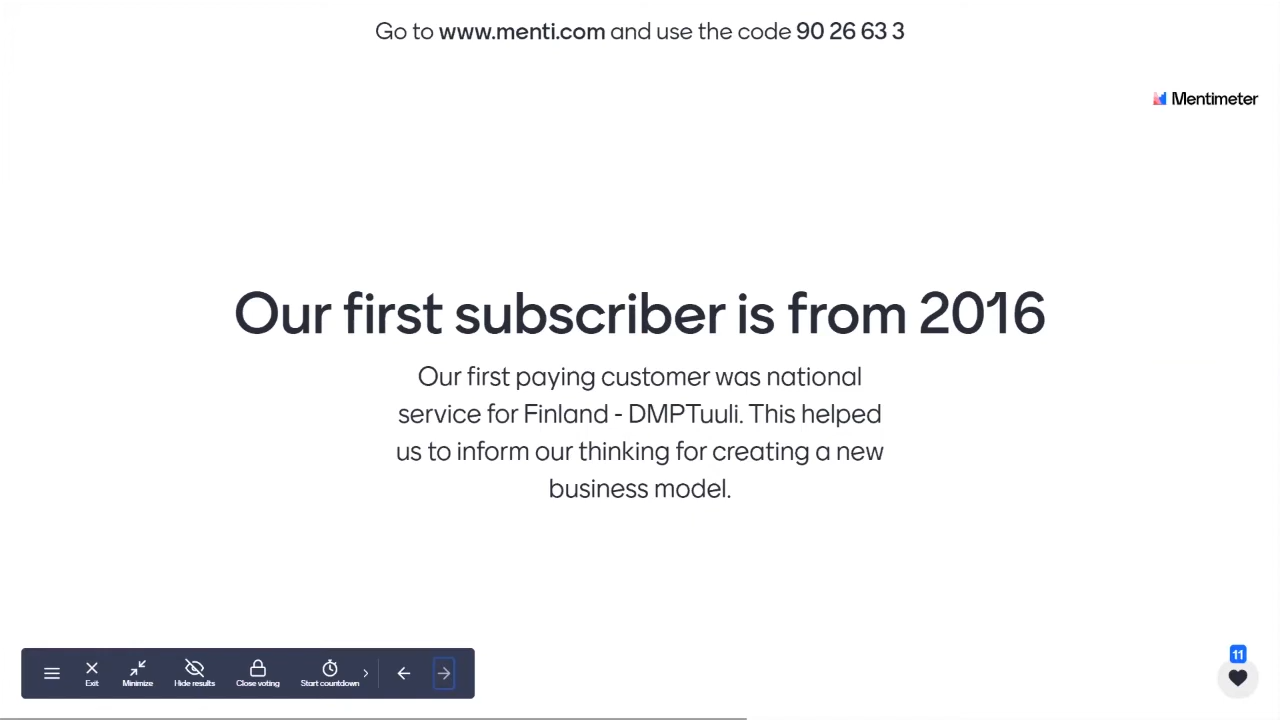 Go to www.menti.com and use the code 90 26 63 3
Mentimeter
Our first subscriber is from 2016
Our first paying customer was national
service for Finland - DMPTuuli. This helped
us to inform our thinking for creating a new
business model.
11
Exit
Minimize
Hide results
Close voting
Start countdown